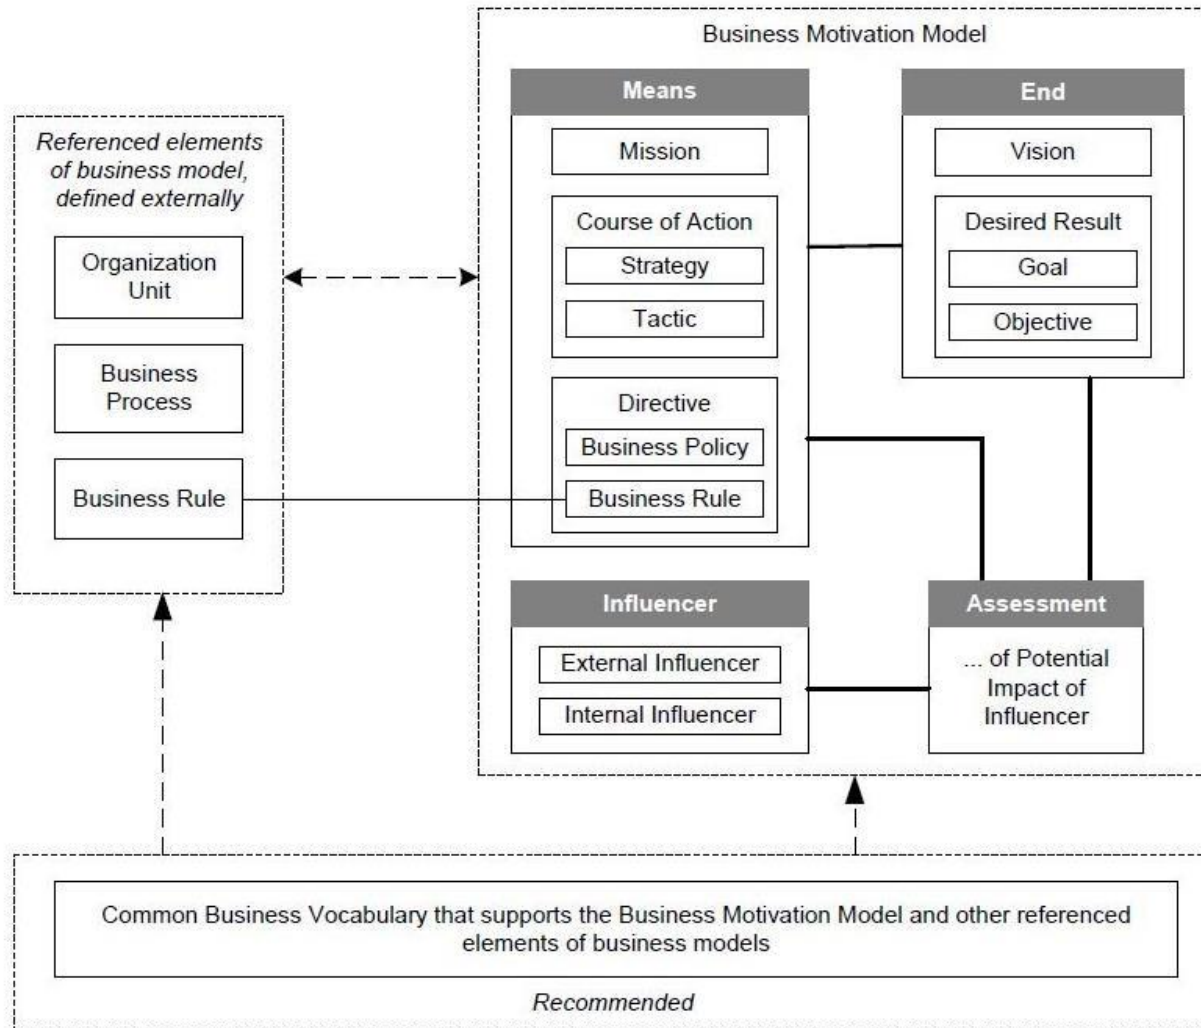 Business Motivation Model
Referenced elements
of business model,
defined externally
Organization
Unit
Business
Process
Business Rule
Means
Mission
Course of Action
Strategy
Tactic
Directive
Business Policy
Business Rule
End
Vision
Desired Result
Goal
Objective
Influencer
External Influencer
Internal Influencer
Assessment
... of Potential
Impact of
Influencer
Common Business Vocabulary that supports the Business Motivation Model and other referenced
elements of business models
Recommended